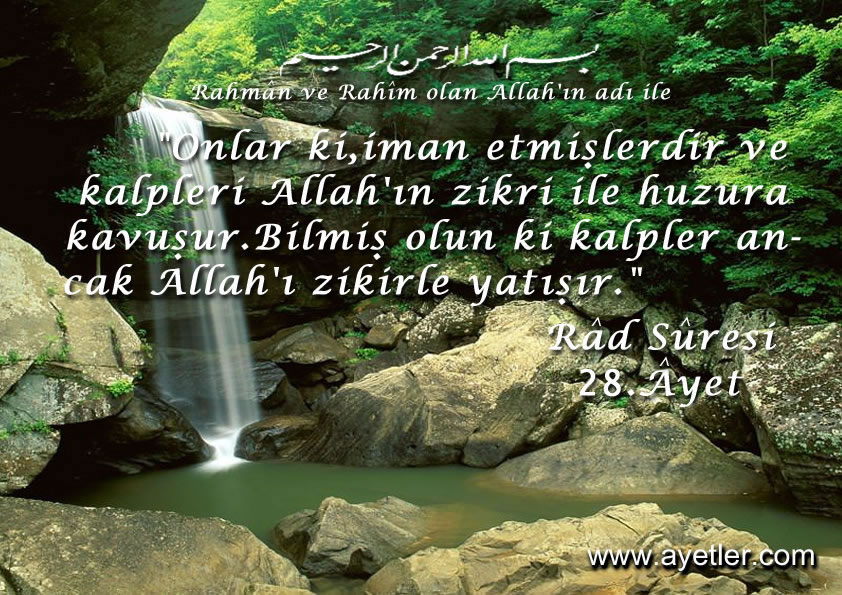 بسم الله الرحمن الرحيم
Rahmân ve Rahîm olan Allah'ın adı ile
"Onlar ki,iman etmişlerdir ve
kalpleri Allah'ın zikri ile huzura
kavuşur.Bilmiş olun ki kalpler an-
cak Allah'ı zikirle yatışır."
Râd Sûresi
28.Âyet
www.ayetler.com